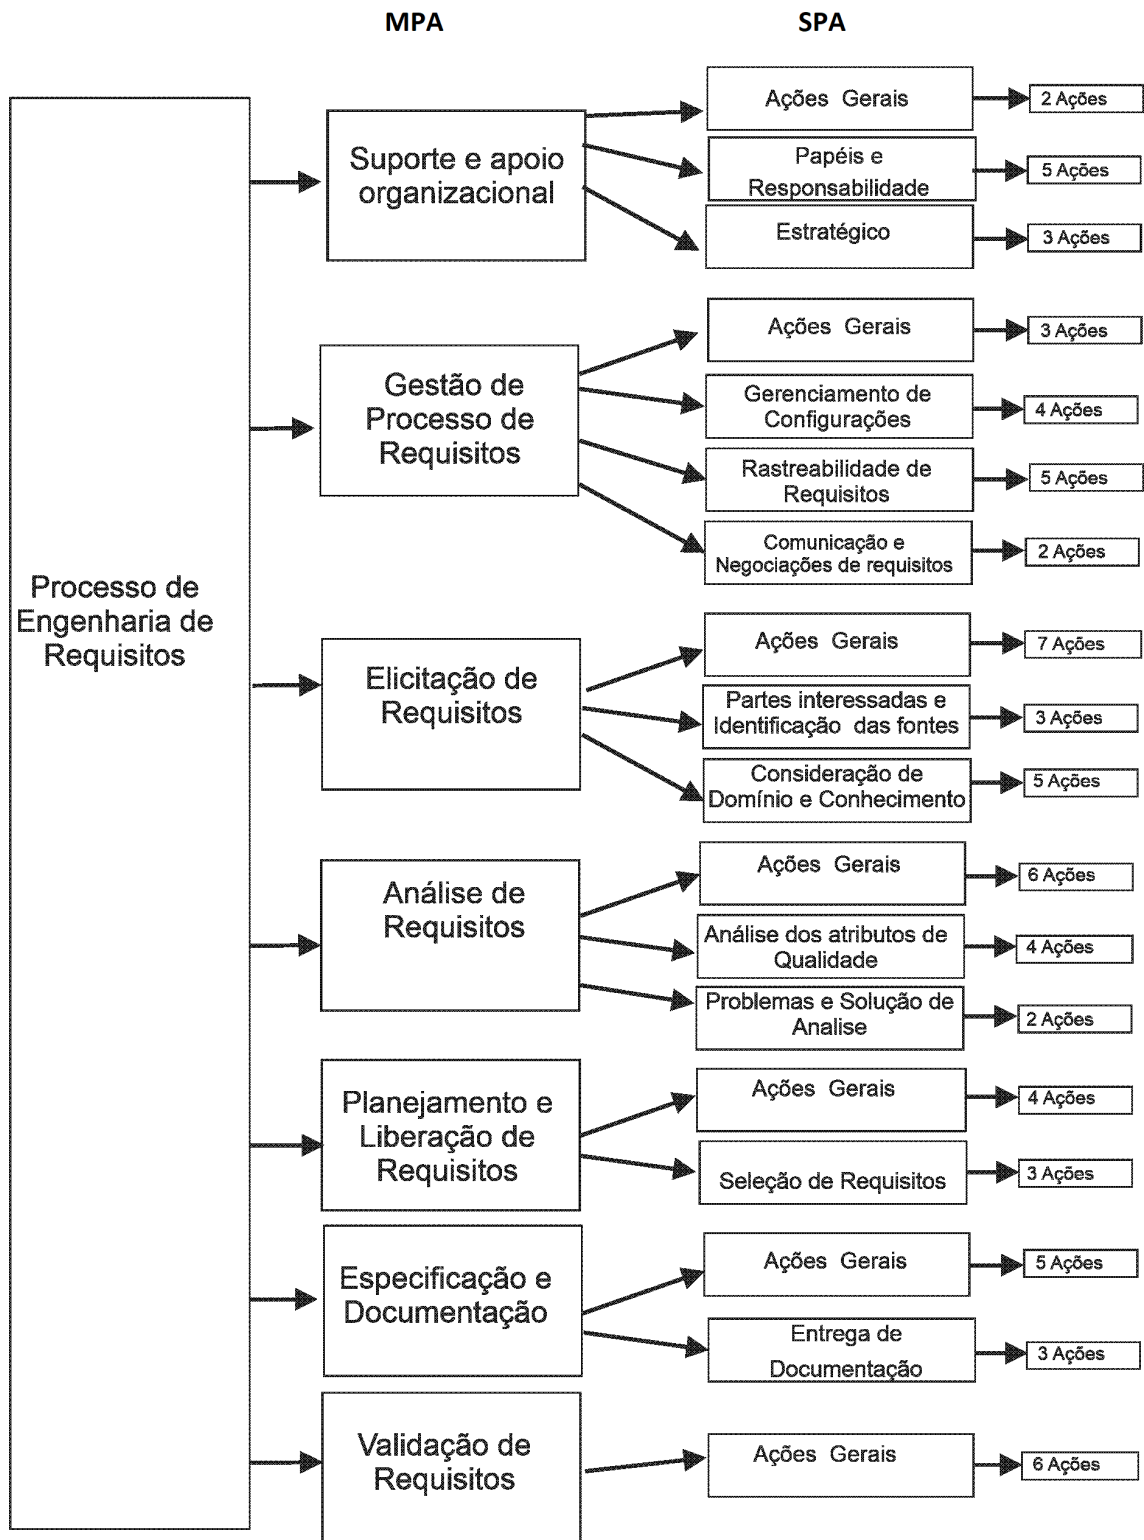 MPA
SPA
Processo de
Engenharia de
Requisitos
Suporte e apoio
organizacional
Ações Gerais
2 Ações
Papéis e
Responsabilidade
5 Ações
Estratégico
3 Ações
Gestão de
Processo de
Requisitos
Ações Gerais
3 Ações
Gerenciamento de
Configurações
4 Ações
Rastreabilidade de
Requisitos
5 Ações
Comunicação e
Negociações de requisitos
2 Ações
Elicitação de
Requisitos
Ações Gerais
7 Ações
Partes interessadas e
Identificação das fontes
3 Ações
Consideração de
Domínio e Conhecimento
5 Ações
Análise de
Requisitos
Ações Gerais
6 Ações
Análise dos atributos de
Qualidade
4 Ações
Problemas e Solução de
Analise
2 Ações
Planejamento e
Liberação de
Requisitos
Ações Gerais
4 Ações
Seleção de Requisitos
3 Ações
Especificação e
Documentação
Ações Gerais
5 Ações
Entrega de
Documentação
3 Ações
Validação de
Requisitos
Ações Gerais
6 Ações